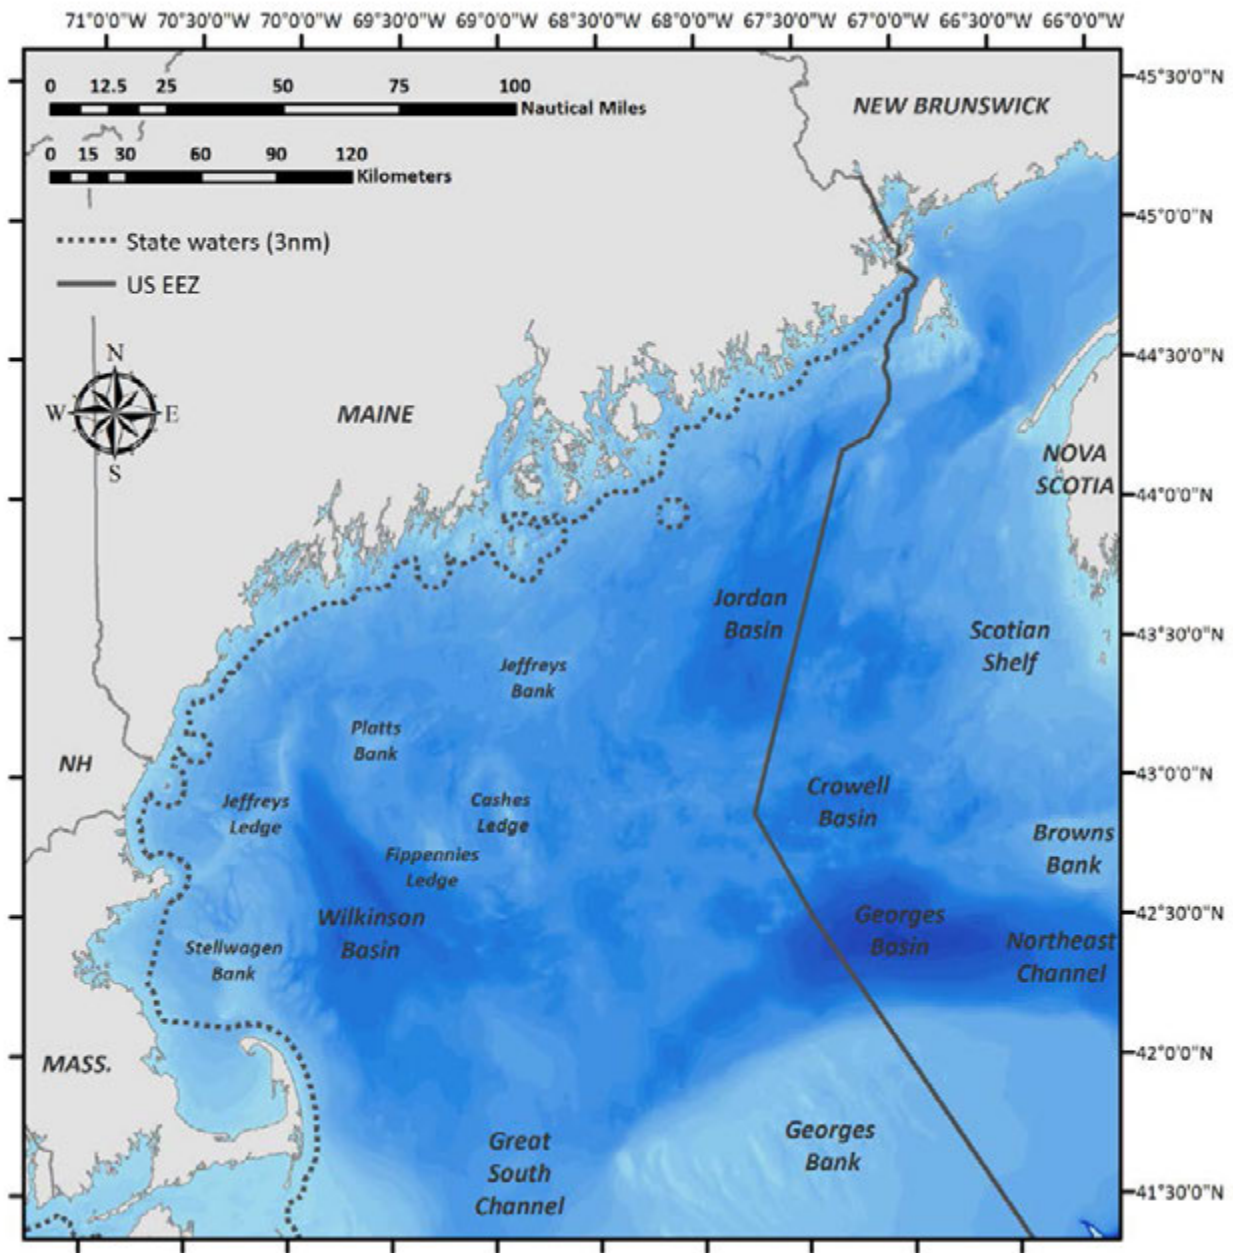 71°0'0"W 70°30'0"W 70°0'0"W 69°30'0"W 69°0'0"W 68°30'0"W 68°0'0"W 67°30'0"W 67°0'0"W 66°30'0"W 66°0'0"W
0 12.5 25 50 75 100
Nautical Miles
0 15 30 60 90 120
Kilometers
State waters (3nm)
US EEZ
N
W E
S
NEW BRUNSWICK
45°30'0"N
45°0'0"N
44°30'0"N
MAINE
NOVA
SCOTIA
44°0'0"N
Jordan
Basin
Scotian
Shelf
43°30'0"N
Jeffreys
Bank
Platts
Bank
NH
43°0'0"N
Jeffreys
Ledge
Cashes
Ledge
Crowell
Basin
Browns
Bank
Fippennies
Ledge
Wilkinson
Basin
Georges
Basin
42°30'0"N
Stellwagen
Bank
Northeast
Channel
MASS.
42°0'0"N
Great
South
Channel
Georges
Bank
41°30'0"N